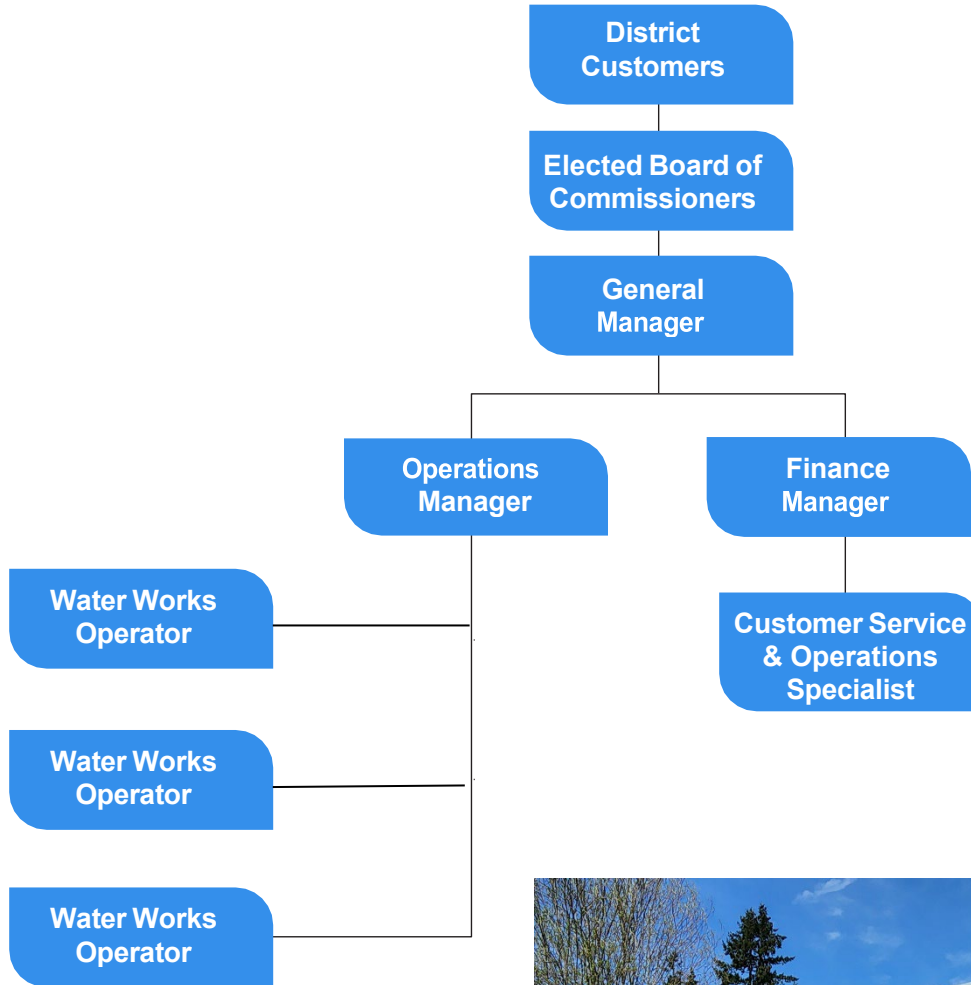 District
Customers
Elected Board of
Commissioners
General
Manager
Operations
Manager
Finance
Manager
Water Works
Operator
Customer Service
& Operations
Specialist
Water Works
Operator
Water Works
Operator